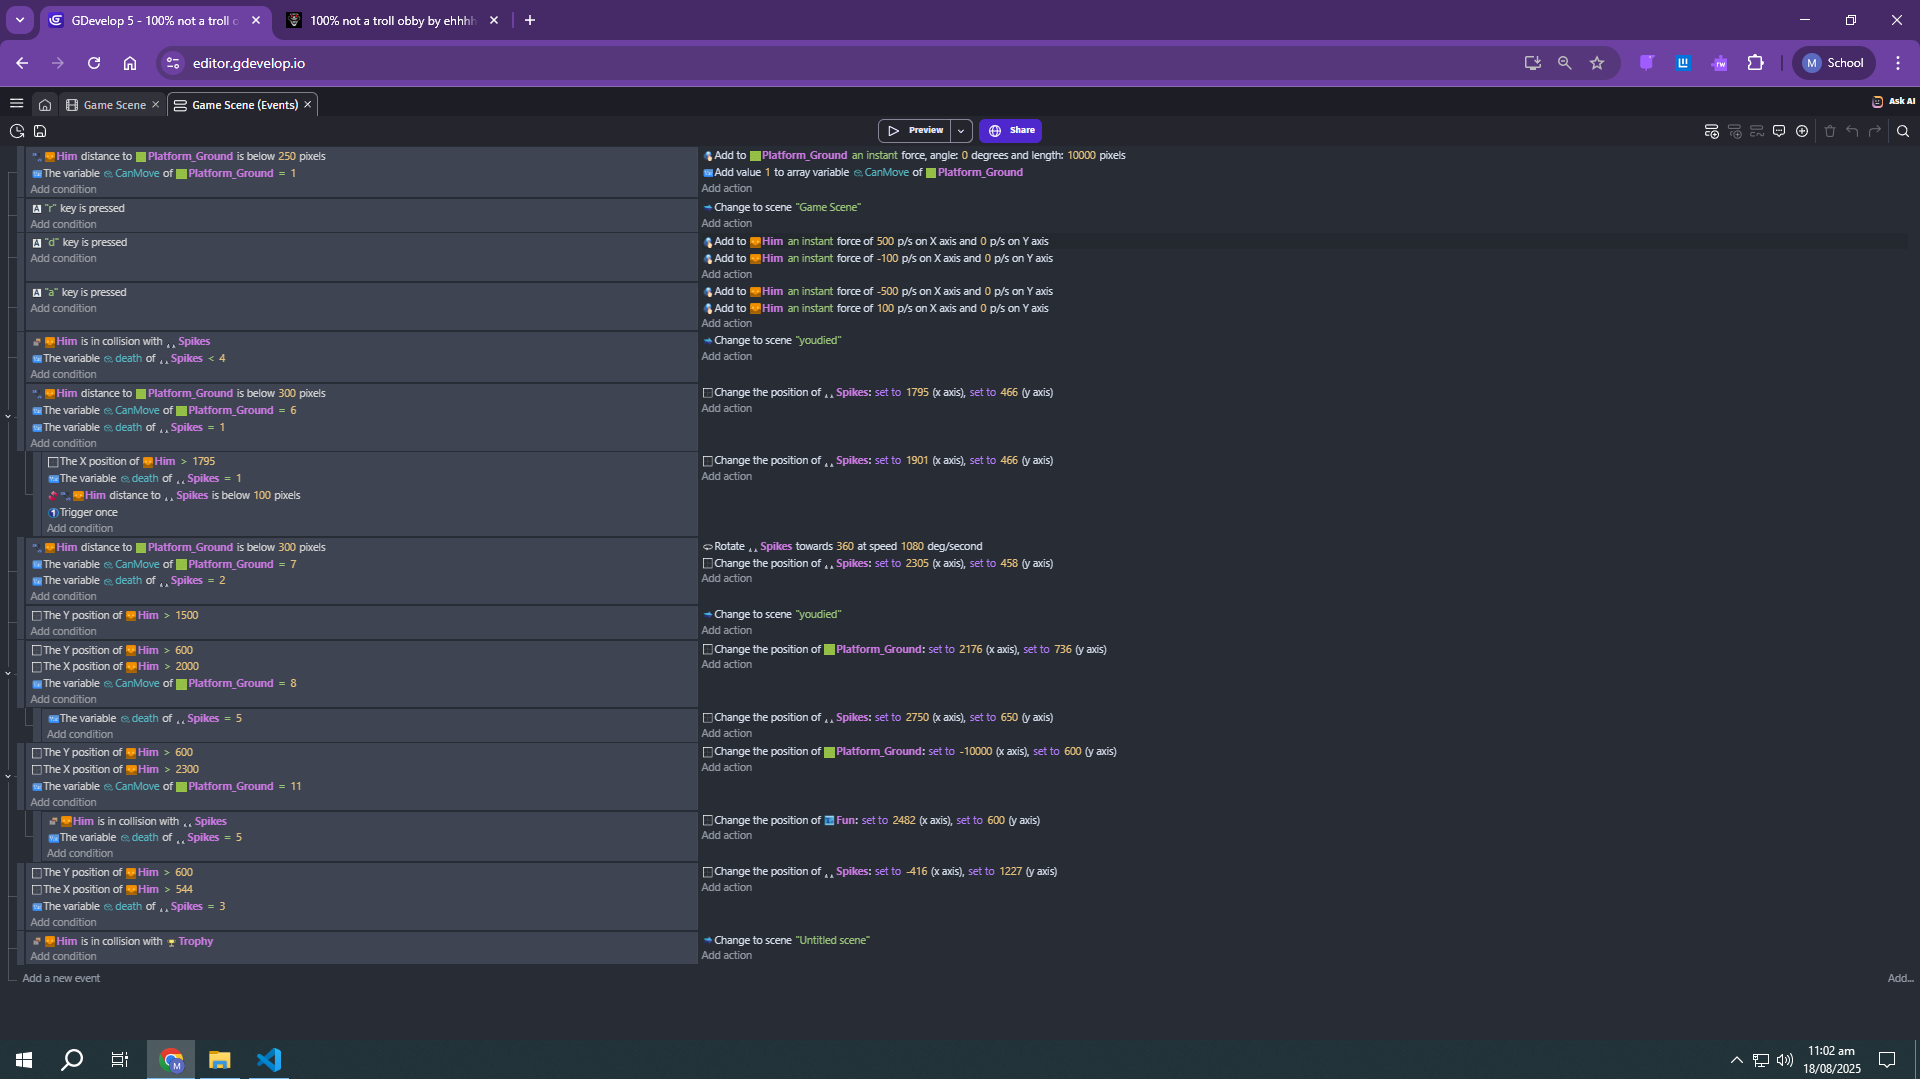 GDevelop 5 - 100% not a troll o
100% not a troll obby by ehhhh
editor.gdevelop.io
School
Game Scene
Game Scene (Events)
Ask AI
Preview
Share
Him distance to Platform_Ground is below 250 pixels
The variable CanMove of Platform_Ground = 1
Add condition
Add to Platform_Ground an instant force, angle: 0 degrees and length: 10000 pixels
Add value 1 to array variable CanMove of Platform_Ground
Add action
"r" key is pressed
Add condition
Change to scene "Game Scene"
Add action
"d" key is pressed
Add condition
Add to Him an instant force of 500 p/s on X axis and 0 p/s on Y axis
Add to Him an instant force of -100 p/s on X axis and 0 p/s on Y axis
Add action
"a" key is pressed
Add condition
Add to Him an instant force of -500 p/s on X axis and 0 p/s on Y axis
Add to Him an instant force of 100 p/s on X axis and 0 p/s on Y axis
Add action
Him is in collision with Spikes
The variable death of Spikes < 4
Add condition
Change to scene "youdied"
Add action
Him distance to Platform_Ground is below 300 pixels
The variable CanMove of Platform_Ground = 6
The variable death of Spikes = 1
Add condition
Change the position of Spikes: set to 1795 (x axis), set to 466 (y axis)
Add action
The X position of Him > 1795
The variable death of Spikes = 1
Him distance to Spikes is below 100 pixels
Trigger once
Add condition
Change the position of Spikes: set to 1901 (x axis), set to 466 (y axis)
Add action
Him distance to Platform_Ground is below 300 pixels
The variable CanMove of Platform_Ground = 7
The variable death of Spikes = 2
Add condition
Rotate Spikes towards 360 at speed 1080 deg/second
Change the position of Spikes: set to 2305 (x axis), set to 458 (y axis)
Add action
The Y position of Him > 1500
Add condition
Change to scene "youdied"
Add action
The Y position of Him > 600
The X position of Him > 2000
The variable CanMove of Platform_Ground = 8
Add condition
Change the position of Platform_Ground: set to 2176 (x axis), set to 736 (y axis)
Add action
The variable death of Spikes = 5
Add condition
Change the position of Spikes: set to 2750 (x axis), set to 650 (y axis)
Add action
The Y position of Him > 600
The X position of Him > 2300
The variable CanMove of Platform_Ground = 11
Add condition
Change the position of Platform_Ground: set to -10000 (x axis), set to 600 (y axis)
Add action
Him is in collision with Spikes
The variable death of Spikes = 5
Add condition
Change the position of Fun: set to 2482 (x axis), set to 600 (y axis)
Add action
The Y position of Him > 600
The X position of Him > 544
The variable death of Spikes = 3
Add condition
Change the position of Spikes: set to -416 (x axis), set to 1227 (y axis)
Add action
Him is in collision with Trophy
Add condition
Change to scene "Untitled scene"
Add action
Add a new event
Add...
11:02 am
18/08/2025